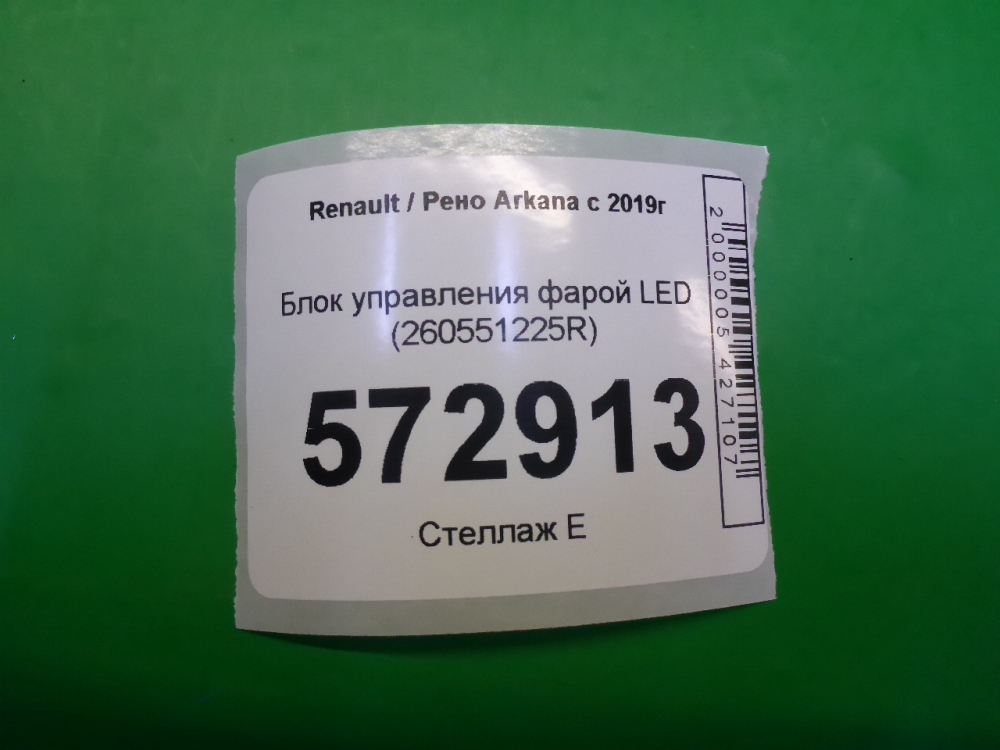 Renault / Рено Arkana с 2019г
Блок управления фарой LED
(260551225R)
572913
Стеллаж Е
2000005427107